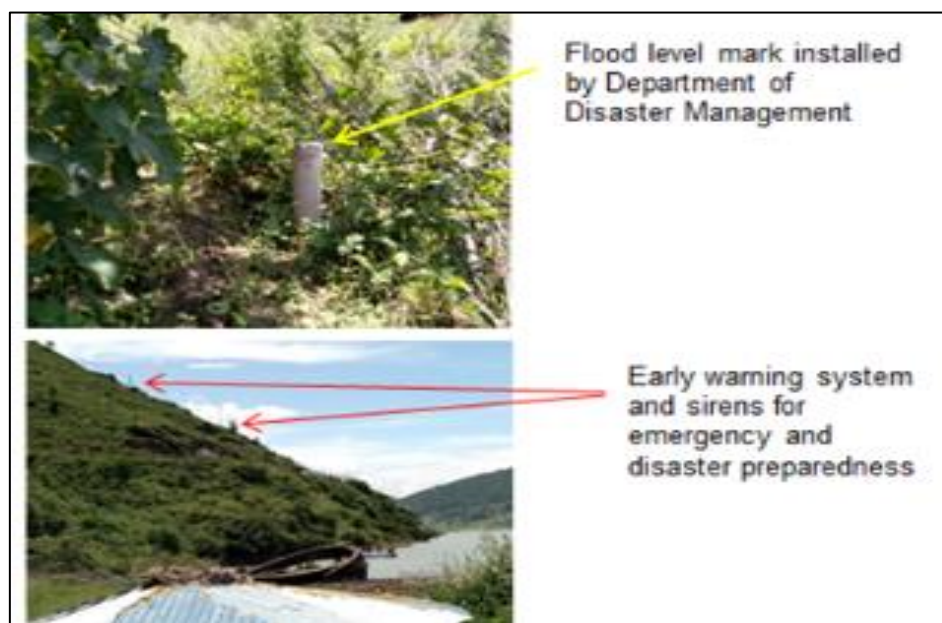 Flood level mark installed
by Department of
Disaster Management
Early warning system
and sirens for
emergency and
disaster preparedness